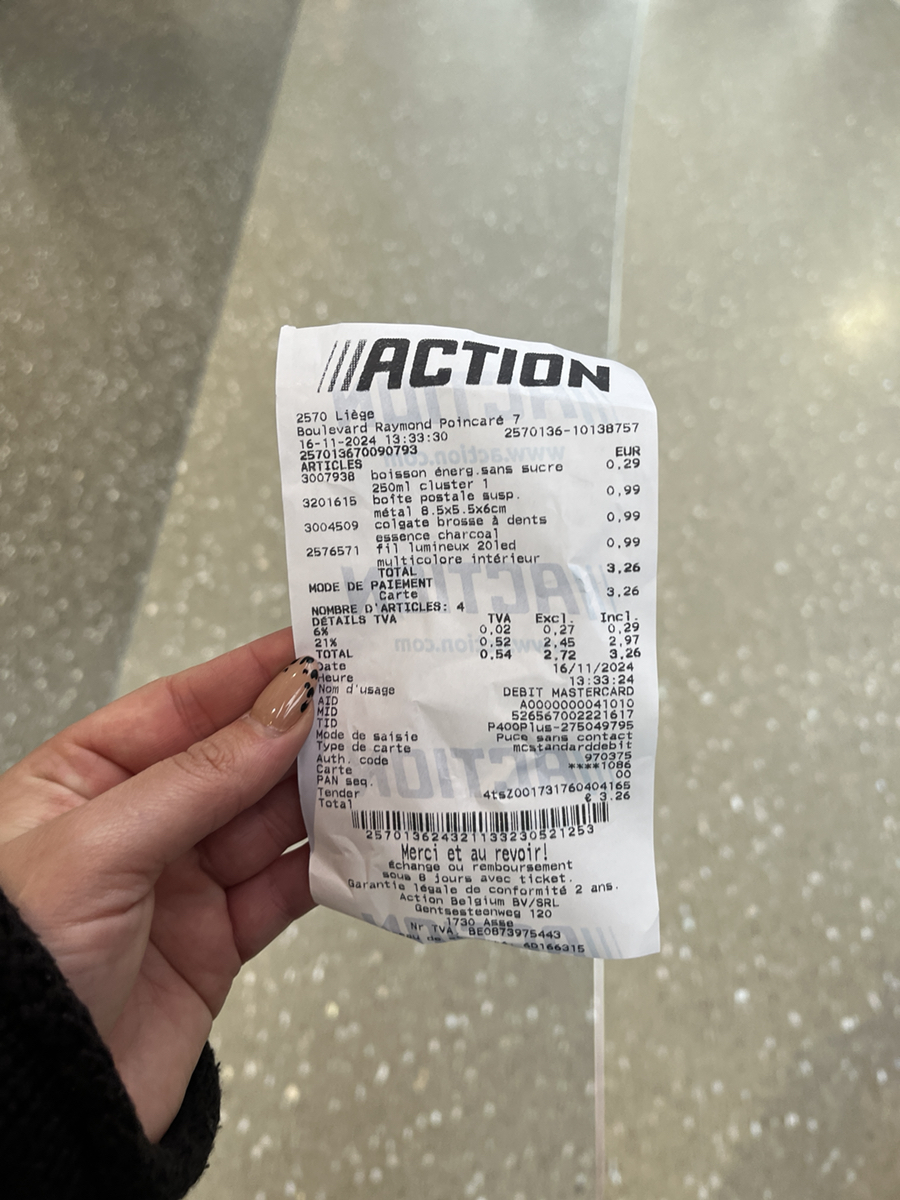 ACTION
2570 Liège
Boulevard Raymond Poincaré 7
16-11-2024 13:33:30 2570136-10138757
257013670090793
ARTICLES EUR
3007938 boisson énerg.sans sucre 0,29
250ml cluster 1
3201615 boîte postale susp. 0,99
métal 8.5x5.5x6cm
3004509 colgate brosse à dents 0,99
essence charcoal
2576571 fil lumineux 20led 0,99
multicolore intérieur
TOTAL 3,26
MODE DE PAIEMENT
Carte 3,26
NOMBRE D'ARTICLES: 4
DÉTAILS TVA TVA Excl. Incl.
6% 0,02 0,27 0,29
21% 0,52 2,45 2,97
TOTAL 0,54 2,72 3,26
Date 16/11/2024
Heure 13:33:24
Nom d'usage DEBIT MASTERCARD
AID A0000000041010
MID 526567002221617
TID P400Plus-275049795
Mode de saisie Puce sans contact
Type de carte mcstandarddebit
Auth. code 970375
Carte ****1086
PAN seq. 00
Tender 4tsZ001731760404165
Total € 3.26
2570136243211332305 21253
Merci et au revoir!
échange ou remboursement
sous 8 jours avec ticket.
Garantie légale de conformité 2 ans.
Action Belgium BV/SRL
Gentsesteenweg 120
1730 Asse
Nr TVA: BE0873975443
6D166315